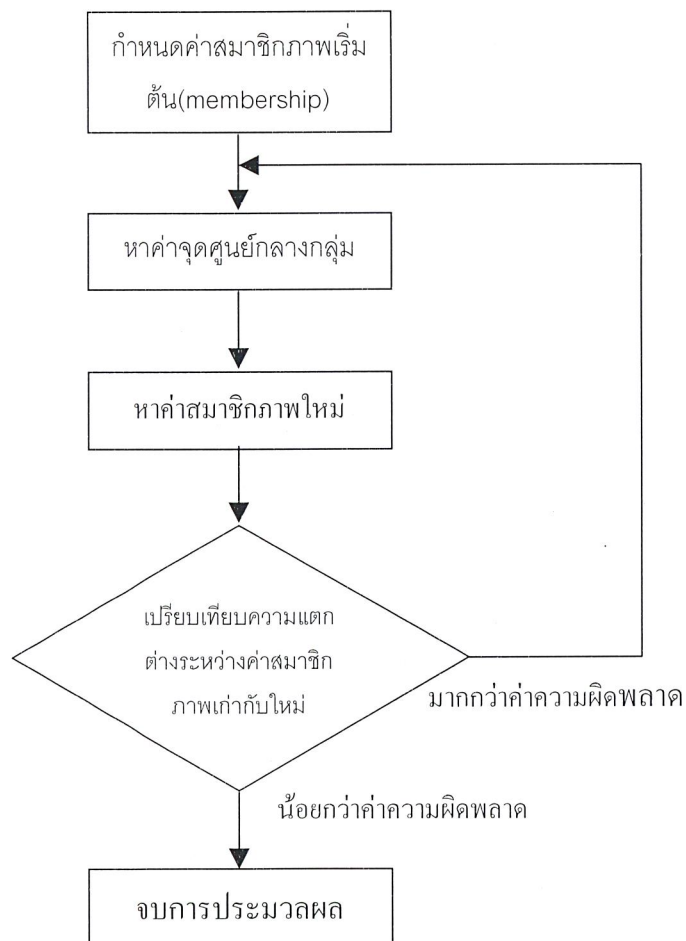 กำหนดค่าสมาชิกภาพเริ่ม
ต้น(membership)
หาค่าจุดศูนย์กลางกลุ่ม
หาค่าสมาชิกภาพใหม่
เปรียบเทียบความแตก
ต่างระหว่างค่าสมาชิก
ภาพเก่ากับใหม่
มากกว่าค่าความผิดพลาด
น้อยกว่าค่าความผิดพลาด
จบการประมวลผล